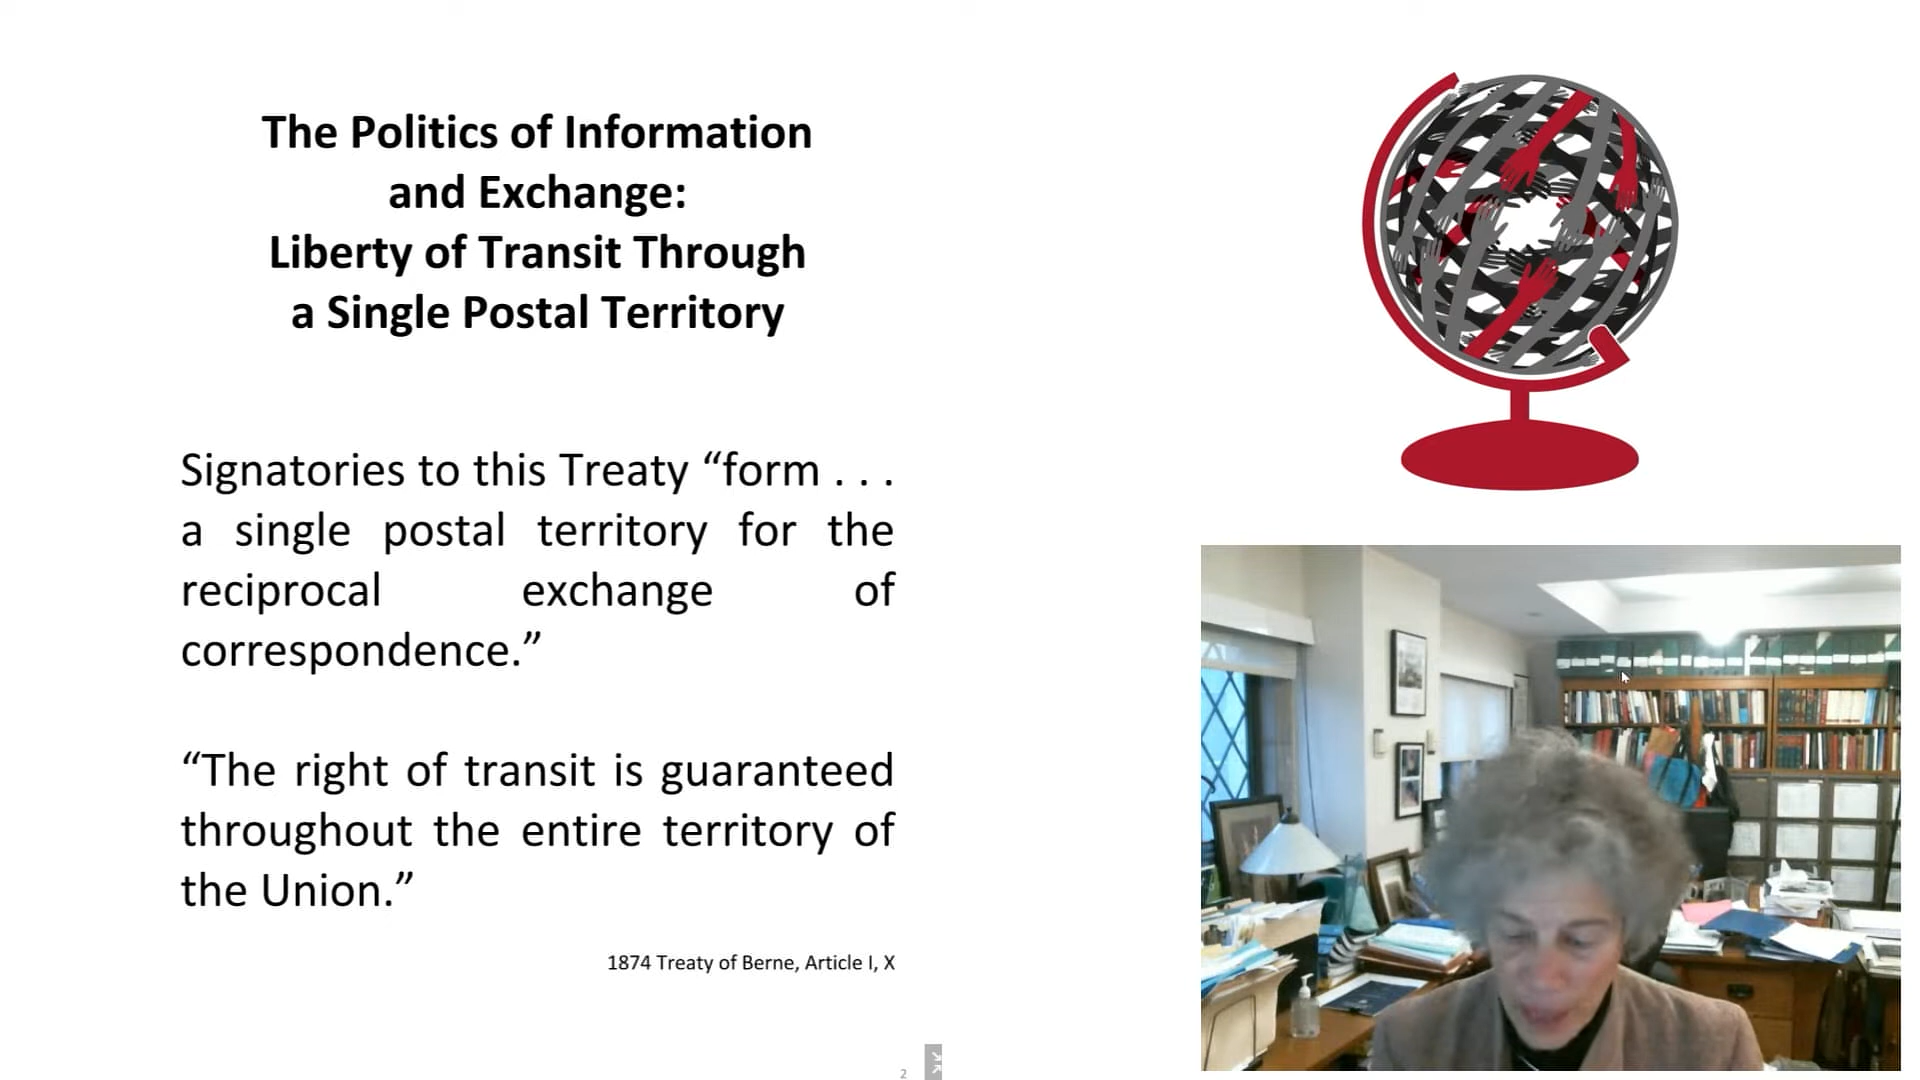 The Politics of Information
and Exchange:
Liberty of Transit Through
a Single Postal Territory
Signatories to this Treaty “form . . .
a single postal territory for the
reciprocal exchange of
correspondence.”
“The right of transit is guaranteed
throughout the entire territory of
the Union.”
1874 Treaty of Berne, Article I, X
2